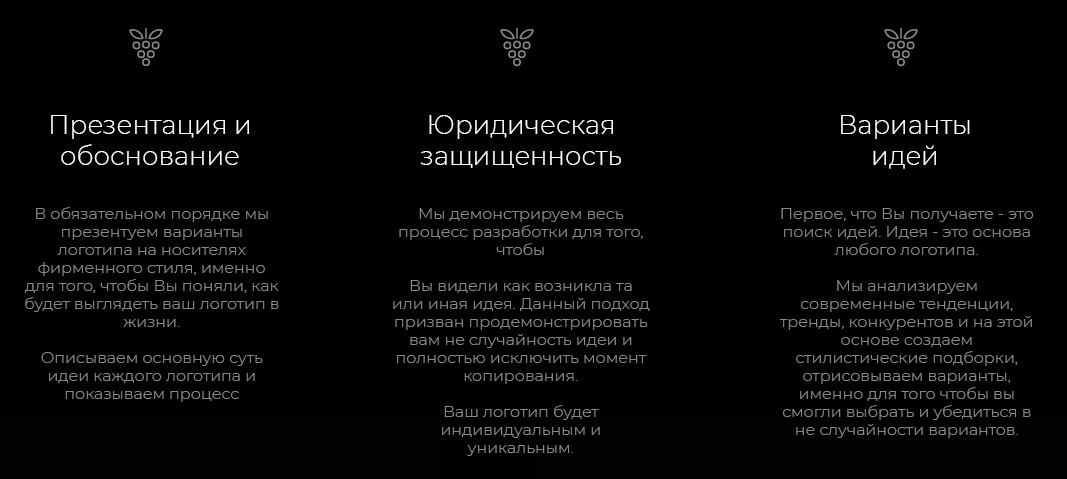 Презентация и
обоснование
В обязательном порядке мы
презентуем варианты
логотипа на носителях
фирменного стиля, именно
для того, чтобы Вы поняли, как
будет выглядеть ваш логотип в
жизни.
Описываем основную суть
идеи каждого логотипа и
показываем процесс
Юридическая
защищенность
Мы демонстрируем весь
процесс разработки для того,
чтобы
Вы видели как возникла та
или иная идея. Данный подход
призван продемонстрировать
вам не случайность идеи и
полностью исключить момент
копирования.
Ваш логотип будет
индивидуальным и
уникальным.
Варианты
идей
Первое, что Вы получаете - это
поиск идей. Идея - это основа
любого логотипа.
Мы анализируем
современные тенденции,
тренды, конкурентов и на этой
основе создаем
стилистические подборки,
отрисовываем варианты,
именно для того чтобы вы
смогли выбрать и убедиться в
не случайности вариантов.